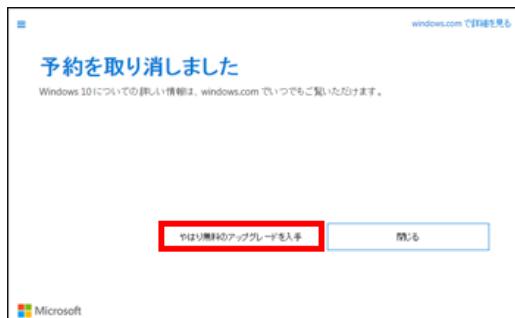 windows.com で詳細を見る
予約を取り消しました
Windows 10についての詳しい情報は、windows.com でいつでもご覧いただけます。
やはり無料のアップグレードを入手
閉じる
Microsoft